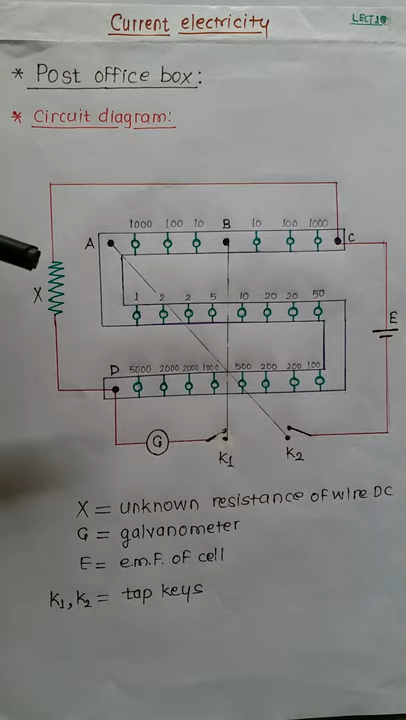 Current electricity
LECT10
* Post office box:
* Circuit diagram:
1000 100 10 B 10 100 1000
A C
X
1 2 2 5 10 20 20 50
E
D 5000 2000 2000 1000 500 200 200 100
G
K1 K2
X = unknown resistance of wire DC
G = galvanometer
E = e.m.F. of cell
K1, K2 = tap keys